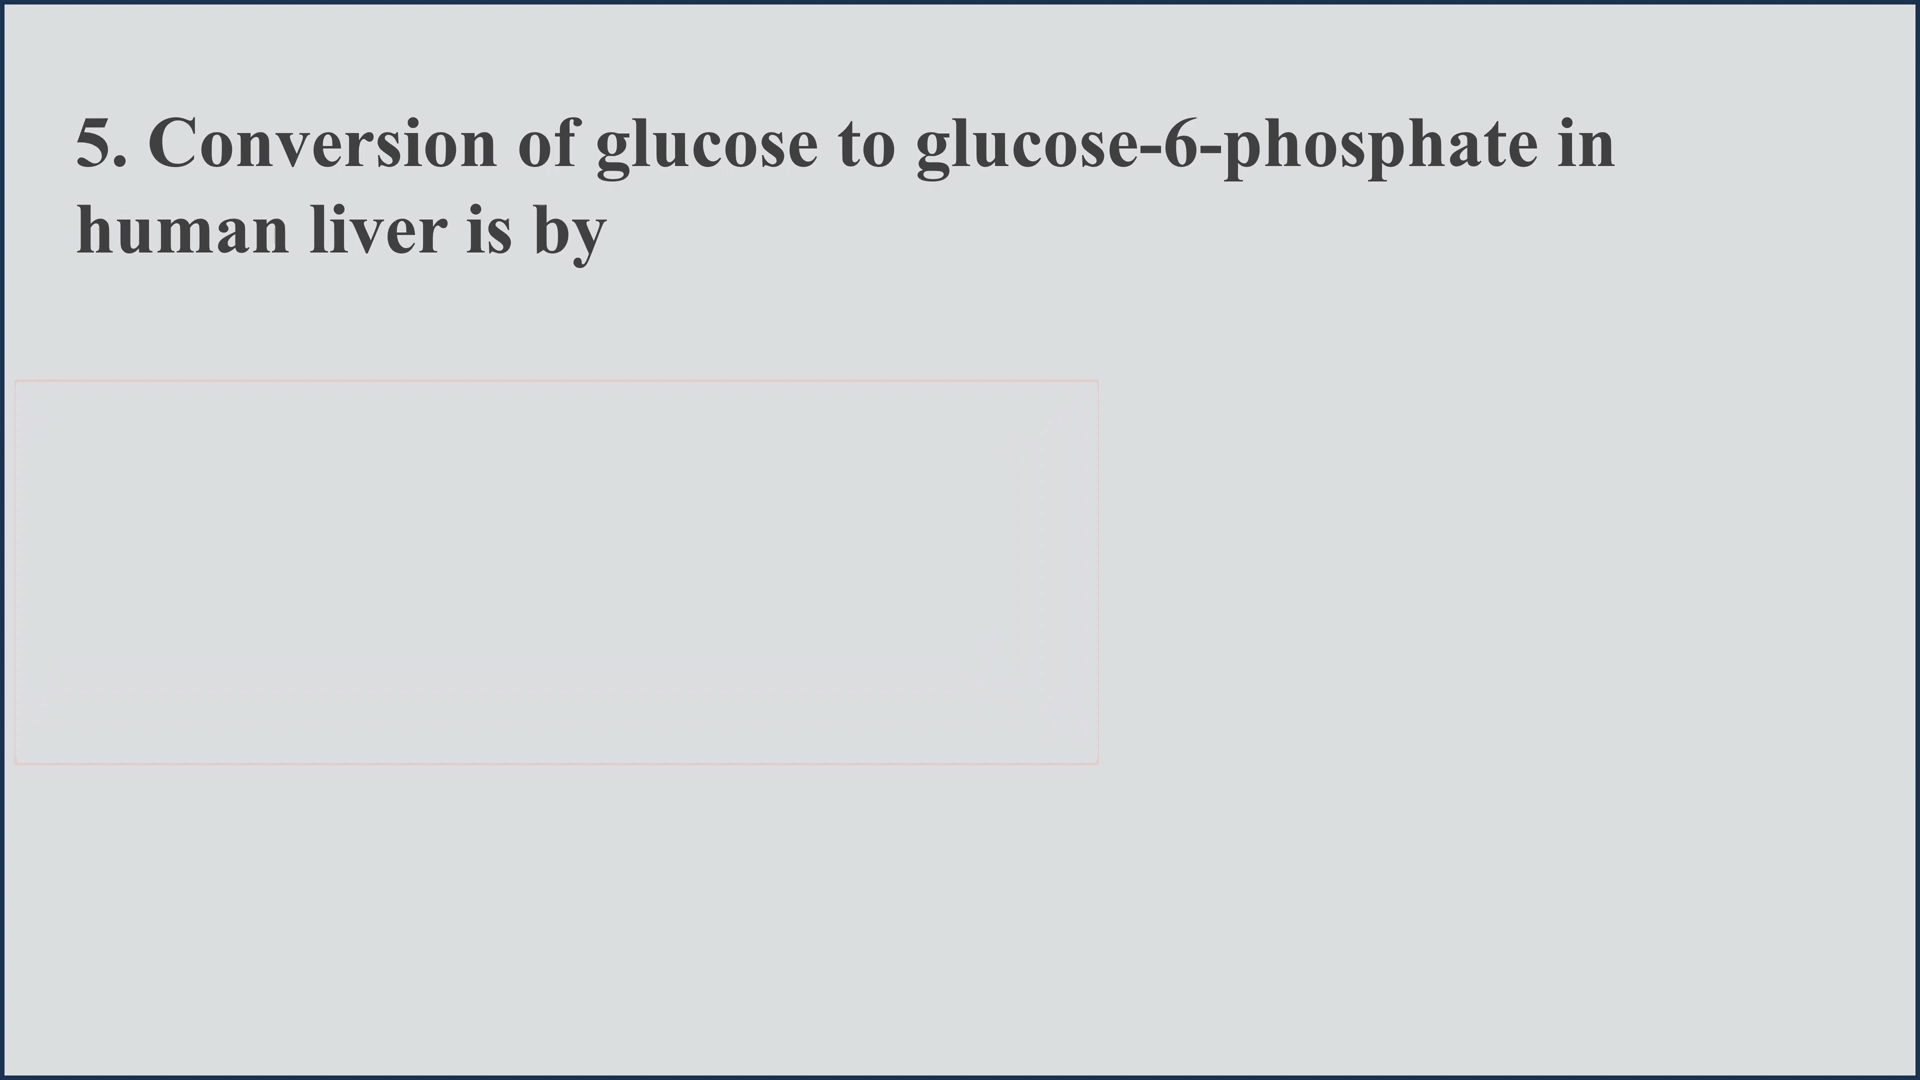 5. Conversion of glucose to glucose-6-phosphate in
human liver is by